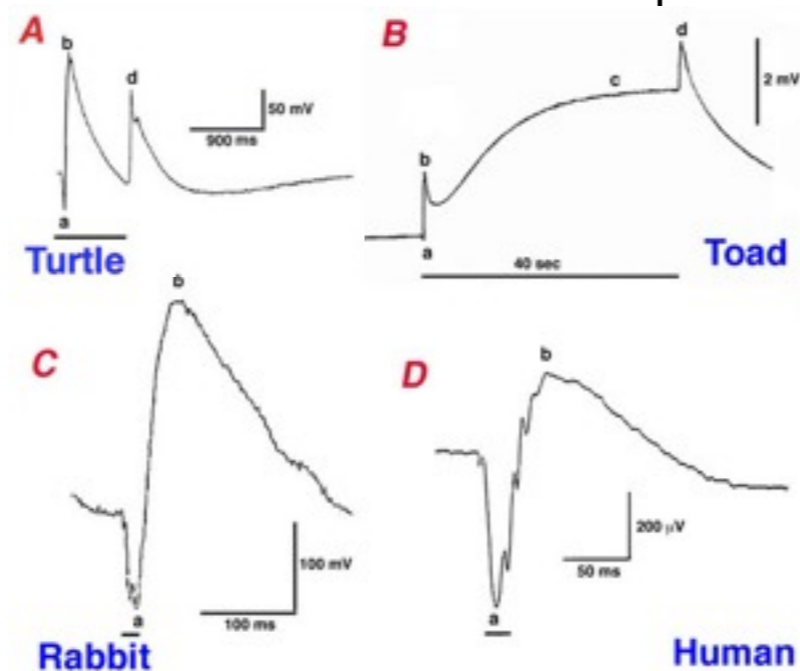 A
b
d
50 mV
900 ms
a
Turtle
B
d
c
2 mV
b
a
Toad
40 sec
C
b
100 mV
a
100 ms
Rabbit
D
b
200 µV
50 ms
a
Human